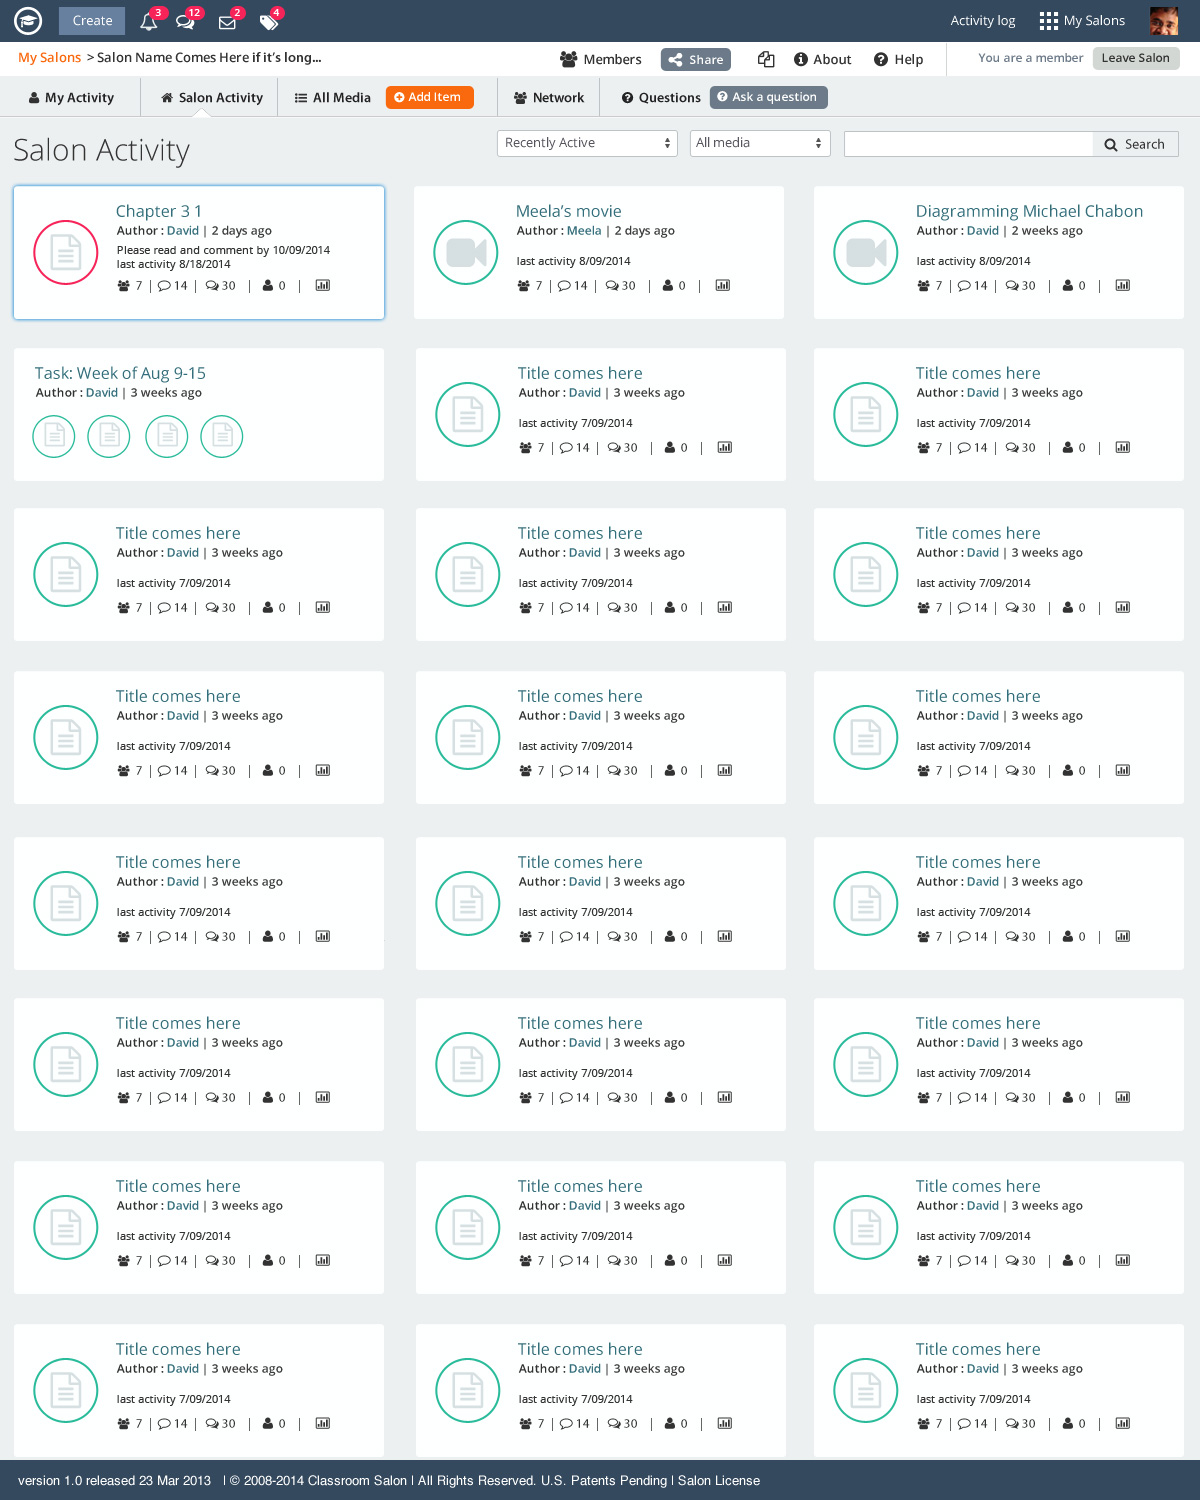 Create 3 12 2 4 Activity log My Salons
My Salons > Salon Name Comes Here if it's long... Members Share About Help You are a member Leave Salon
My Activity Salon Activity All Media Add Item Network Questions Ask a question
Salon Activity Recently Active All media Search
Chapter 3 1 Meela's movie Diagramming Michael Chabon
Author : David | 2 days ago Author : Meela | 2 days ago Author : David | 2 weeks ago
Please read and comment by 10/09/2014
last activity 8/18/2014 last activity 8/09/2014 last activity 8/09/2014
7 | 14 | 30 | 0 | 7 | 14 | 30 | 0 | 7 | 14 | 30 | 0 |
Task: Week of Aug 9-15 Title comes here Title comes here
Author : David | 3 weeks ago Author : David | 3 weeks ago Author : David | 3 weeks ago
last activity 7/09/2014 last activity 7/09/2014
7 | 14 | 30 | 0 | 7 | 14 | 30 | 0 |
Title comes here Title comes here Title comes here
Author : David | 3 weeks ago Author : David | 3 weeks ago Author : David | 3 weeks ago
last activity 7/09/2014 last activity 7/09/2014 last activity 7/09/2014
7 | 14 | 30 | 0 | 7 | 14 | 30 | 0 | 7 | 14 | 30 | 0 |
Title comes here Title comes here Title comes here
Author : David | 3 weeks ago Author : David | 3 weeks ago Author : David | 3 weeks ago
last activity 7/09/2014 last activity 7/09/2014 last activity 7/09/2014
7 | 14 | 30 | 0 | 7 | 14 | 30 | 0 | 7 | 14 | 30 | 0 |
Title comes here Title comes here Title comes here
Author : David | 3 weeks ago Author : David | 3 weeks ago Author : David | 3 weeks ago
last activity 7/09/2014 last activity 7/09/2014 last activity 7/09/2014
7 | 14 | 30 | 0 | 7 | 14 | 30 | 0 | 7 | 14 | 30 | 0 |
Title comes here Title comes here Title comes here
Author : David | 3 weeks ago Author : David | 3 weeks ago Author : David | 3 weeks ago
last activity 7/09/2014 last activity 7/09/2014 last activity 7/09/2014
7 | 14 | 30 | 0 | 7 | 14 | 30 | 0 | 7 | 14 | 30 | 0 |
Title comes here Title comes here Title comes here
Author : David | 3 weeks ago Author : David | 3 weeks ago Author : David | 3 weeks ago
last activity 7/09/2014 last activity 7/09/2014 last activity 7/09/2014
7 | 14 | 30 | 0 | 7 | 14 | 30 | 0 | 7 | 14 | 30 | 0 |
Title comes here Title comes here Title comes here
Author : David | 3 weeks ago Author : David | 3 weeks ago Author : David | 3 weeks ago
last activity 7/09/2014 last activity 7/09/2014 last activity 7/09/2014
7 | 14 | 30 | 0 | 7 | 14 | 30 | 0 | 7 | 14 | 30 | 0 |
version 1.0 released 23 Mar 2013 | © 2008-2014 Classroom Salon | All Rights Reserved. U.S. Patents Pending | Salon License